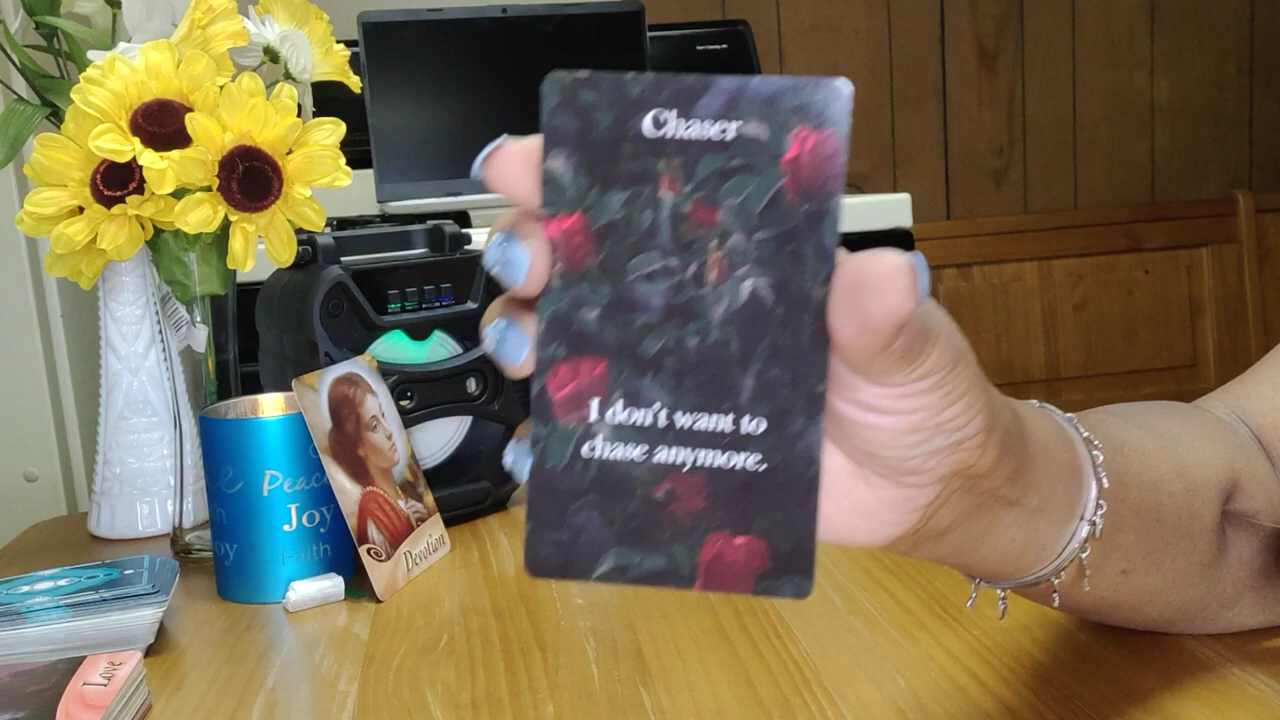 Chaser
I don't want to
chase anymore.
Peace
Joy
Faith
Devotion
Love